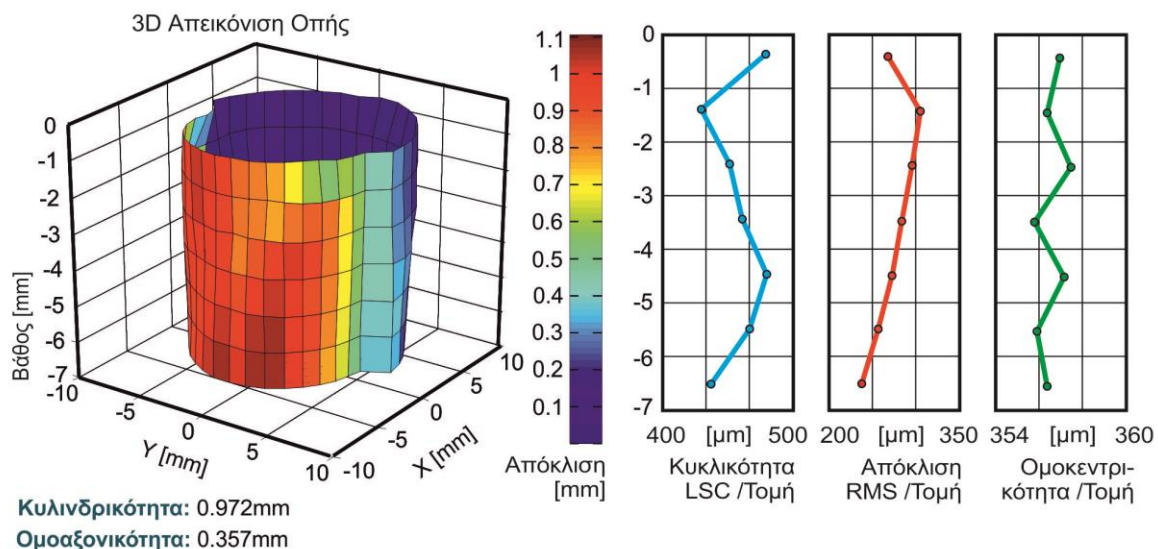 3D Απεικόνιση Οπής
0
-1
-2
-3
-4
-5
-6
-7
Βάθος [mm]
-10
-5
0
5
10
Y [mm]
-10
-5
0
5
10
X [mm]
1.1
1
0.9
0.8
0.7
0.6
0.5
0.4
0.3
0.2
0.1
Απόκλιση
[mm]
0
-1
-2
-3
-4
-5
-6
-7
400 [µm] 500
Κυκλικότητα
LSC /Τομή
200 [µm] 350
Απόκλιση
RMS /Τομή
354 [µm] 360
Ομοκεντρι-
κότητα /Τομή
Κυλινδρικότητα: 0.972mm
Ομοαξονικότητα: 0.357mm